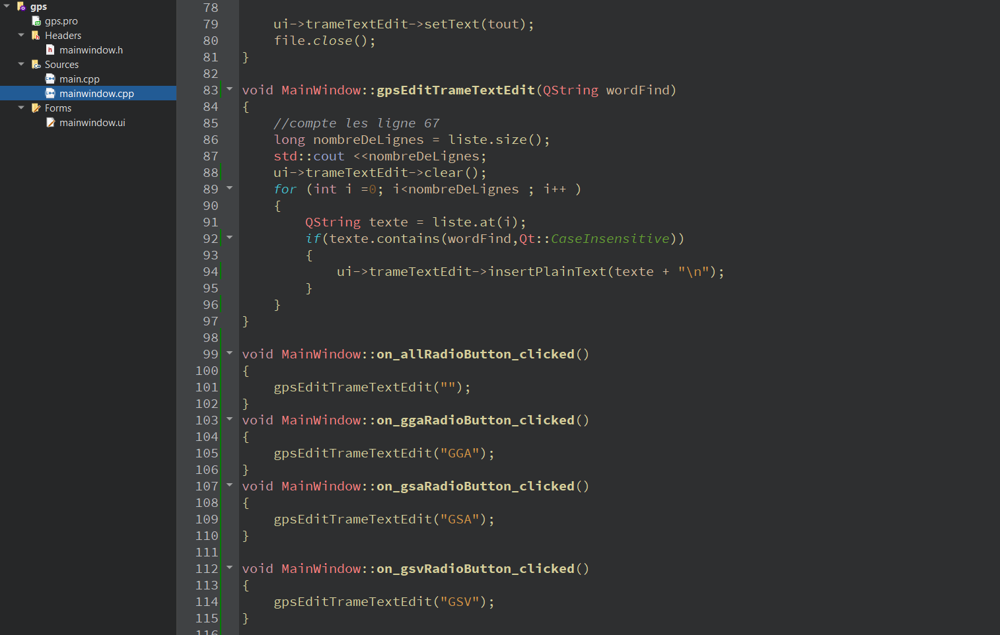 gps
gps.pro
Headers
mainwindow.h
Sources
main.cpp
mainwindow.cpp
Forms
mainwindow.ui
78
79     ui->trameTextEdit->setText(tout);
80     file.close();
81 }
82
83 void MainWindow::gpsEditTrameTextEdit(QString wordFind)
84 {
85     //compte les ligne 67
86     long nombreDeLignes = liste.size();
87     std::cout <<nombreDeLignes;
88     ui->trameTextEdit->clear();
89     for (int i =0; i<nombreDeLignes ; i++ )
90     {
91         QString texte = liste.at(i);
92         if(texte.contains(wordFind,Qt::CaseInsensitive))
93         {
94             ui->trameTextEdit->insertPlainText(texte + "\n");
95         }
96     }
97 }
98
99 void MainWindow::on_allRadioButton_clicked()
100 {
101     gpsEditTrameTextEdit("");
102 }
103 void MainWindow::on_ggaRadioButton_clicked()
104 {
105     gpsEditTrameTextEdit("GGA");
106 }
107 void MainWindow::on_gsaRadioButton_clicked()
108 {
109     gpsEditTrameTextEdit("GSA");
110 }
111
112 void MainWindow::on_gsvRadioButton_clicked()
113 {
114     gpsEditTrameTextEdit("GSV");
115 }
116